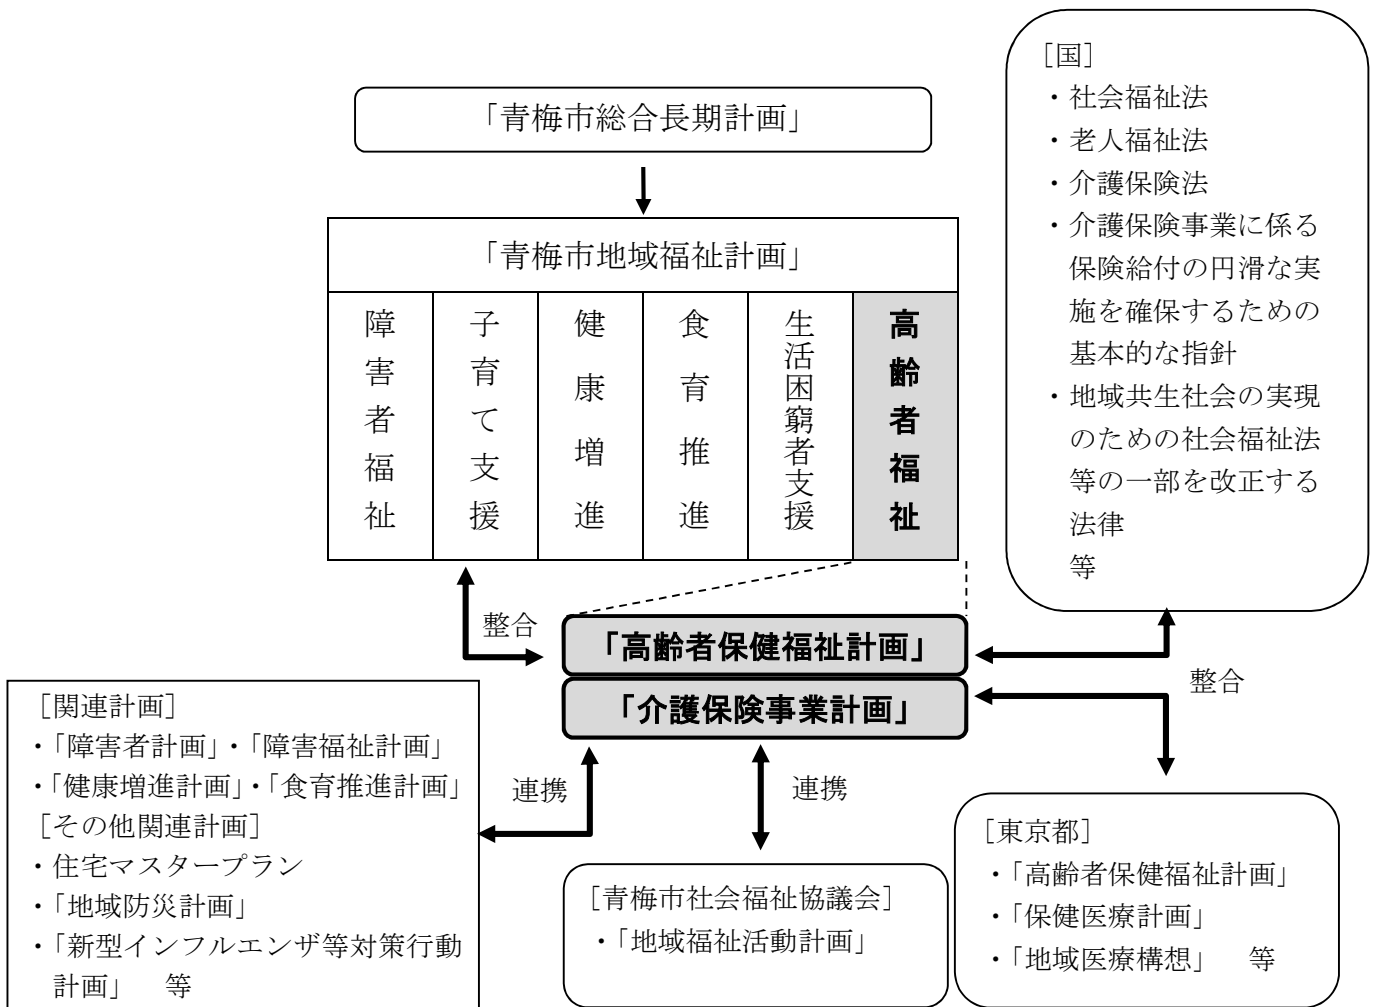 「青梅市総合長期計画」
「青梅市地域福祉計画」
障害者福祉
子育て支援
健康増進
食育推進
生活困窮者支援
高齢者福祉
［国］
・社会福祉法
・老人福祉法
・介護保険法
・介護保険事業に係る
保険給付の円滑な実
施を確保するための
基本的な指針
・地域共生社会の実現
のための社会福祉法
等の一部を改正する
法律
等
整合
「高齢者保健福祉計画」
「介護保険事業計画」
整合
［関連計画］
・「障害者計画」・「障害福祉計画」
・「健康増進計画」・「食育推進計画」
［その他関連計画］
・住宅マスタープラン
・「地域防災計画」
・「新型インフルエンザ等対策行動
計画」　等
連携
連携
［青梅市社会福祉協議会］
・「地域福祉活動計画」
［東京都］
・「高齢者保健福祉計画」
・「保健医療計画」
・「地域医療構想」　等